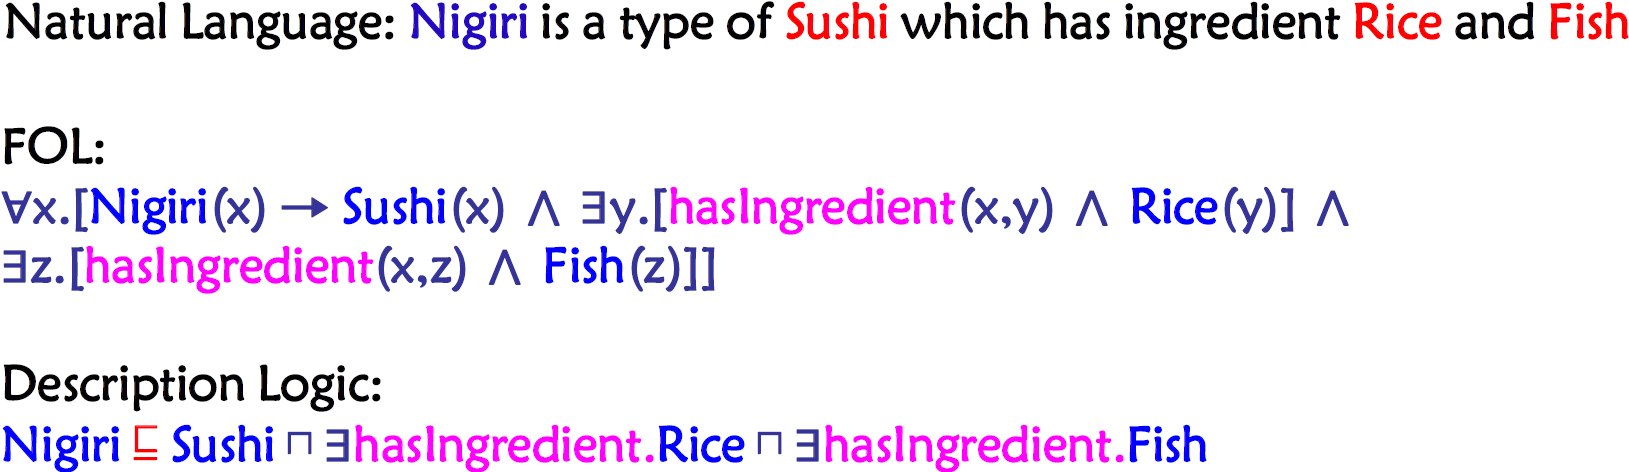 Natural Language: Nigiri is a type of Sushi which has ingredient Rice and Fish
FOL:
∀x.[Nigiri(x) → Sushi(x) ∧ ∃y.[hasIngredient(x,y) ∧ Rice(y)] ∧
∃z.[hasIngredient(x,z) ∧ Fish(z)]]
Description Logic:
Nigiri ⊑ Sushi ⊓ ∃hasIngredient.Rice ⊓ ∃hasIngredient.Fish